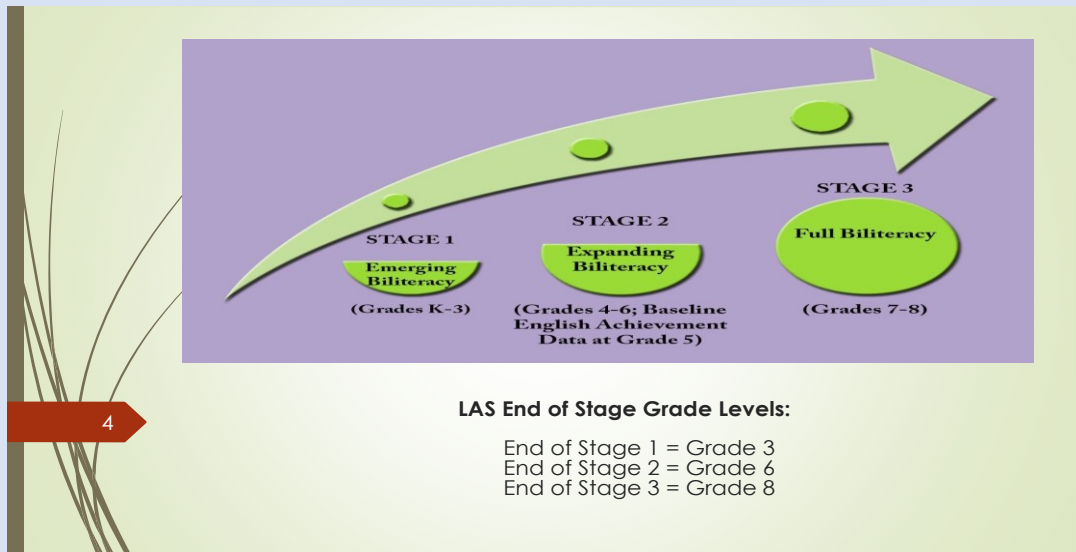 STAGE 1
Emerging
Biliteracy
(Grades K-3)
STAGE 2
Expanding
Biliteracy
(Grades 4-6; Baseline
English Achievement
Data at Grade 5)
STAGE 3
Full Biliteracy
(Grades 7-8)
4
LAS End of Stage Grade Levels:
End of Stage 1 = Grade 3
End of Stage 2 = Grade 6
End of Stage 3 = Grade 8